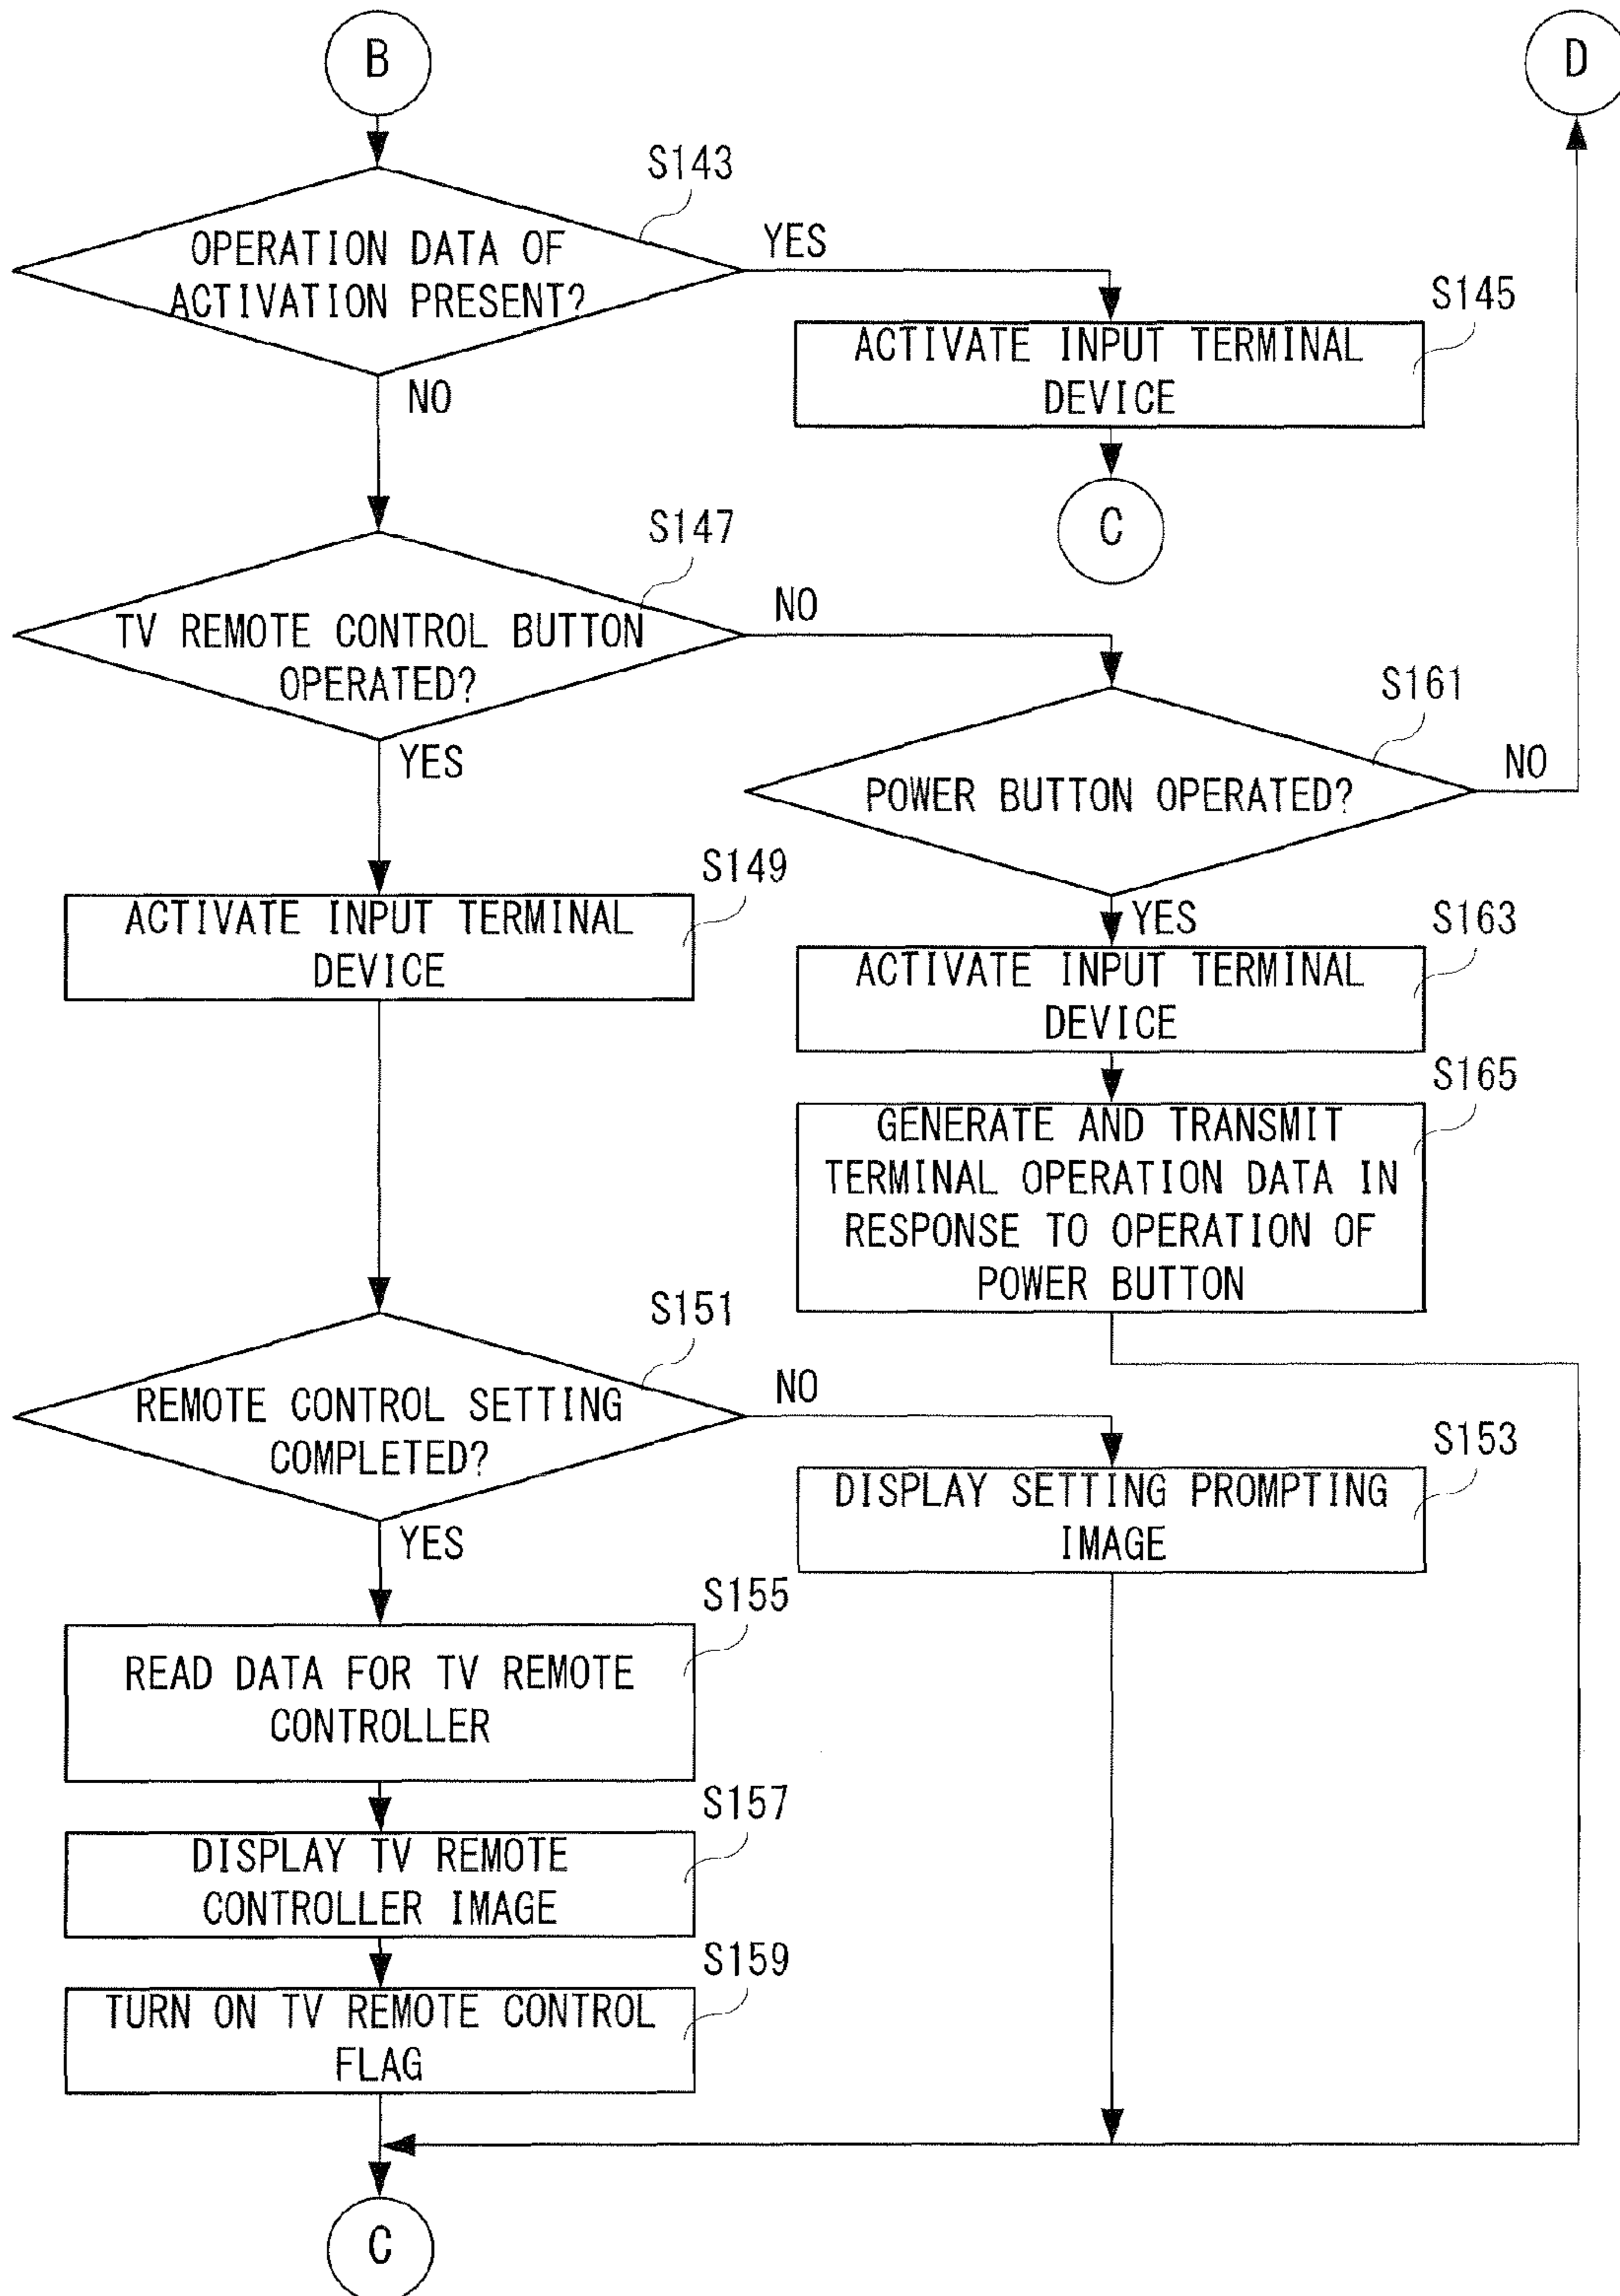 B
D
S143
OPERATION DATA OF
ACTIVATION PRESENT?
YES
NO
S145
ACTIVATE INPUT TERMINAL
DEVICE
C
S147
TV REMOTE CONTROL BUTTON
OPERATED?
NO
YES
S161
POWER BUTTON OPERATED?
NO
YES
S149
ACTIVATE INPUT TERMINAL
DEVICE
S163
ACTIVATE INPUT TERMINAL
DEVICE
S165
GENERATE AND TRANSMIT
TERMINAL OPERATION DATA IN
RESPONSE TO OPERATION OF
POWER BUTTON
S151
REMOTE CONTROL SETTING
COMPLETED?
NO
YES
S153
DISPLAY SETTING PROMPTING
IMAGE
S155
READ DATA FOR TV REMOTE
CONTROLLER
S157
DISPLAY TV REMOTE
CONTROLLER IMAGE
S159
TURN ON TV REMOTE CONTROL
FLAG
C